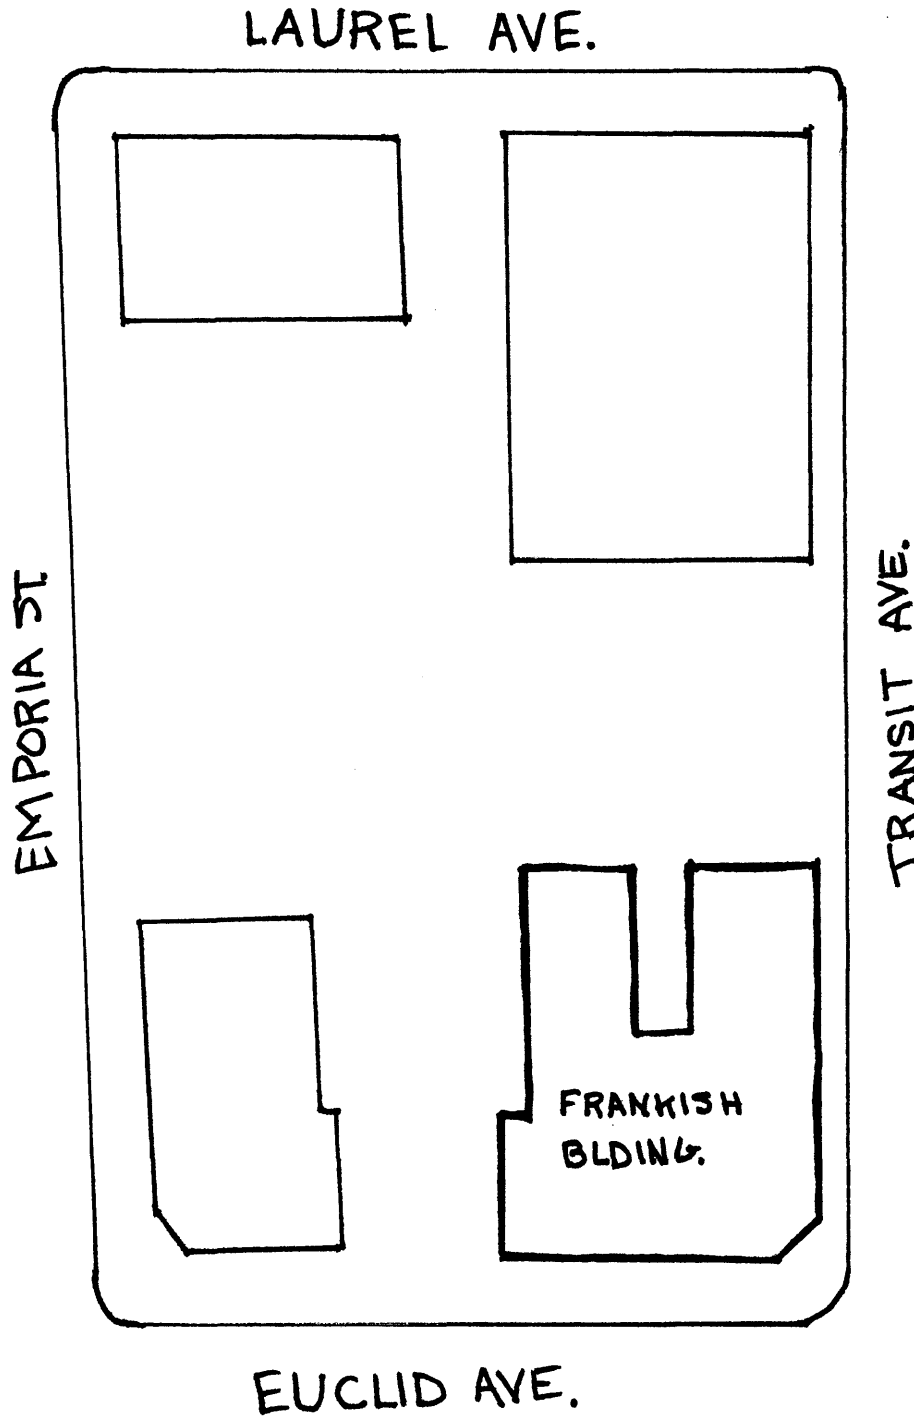 LAUREL AVE.
EMPORIA ST.
TRANSIT AVE.
FRANKISH
BLDING.
EUCLID AVE.